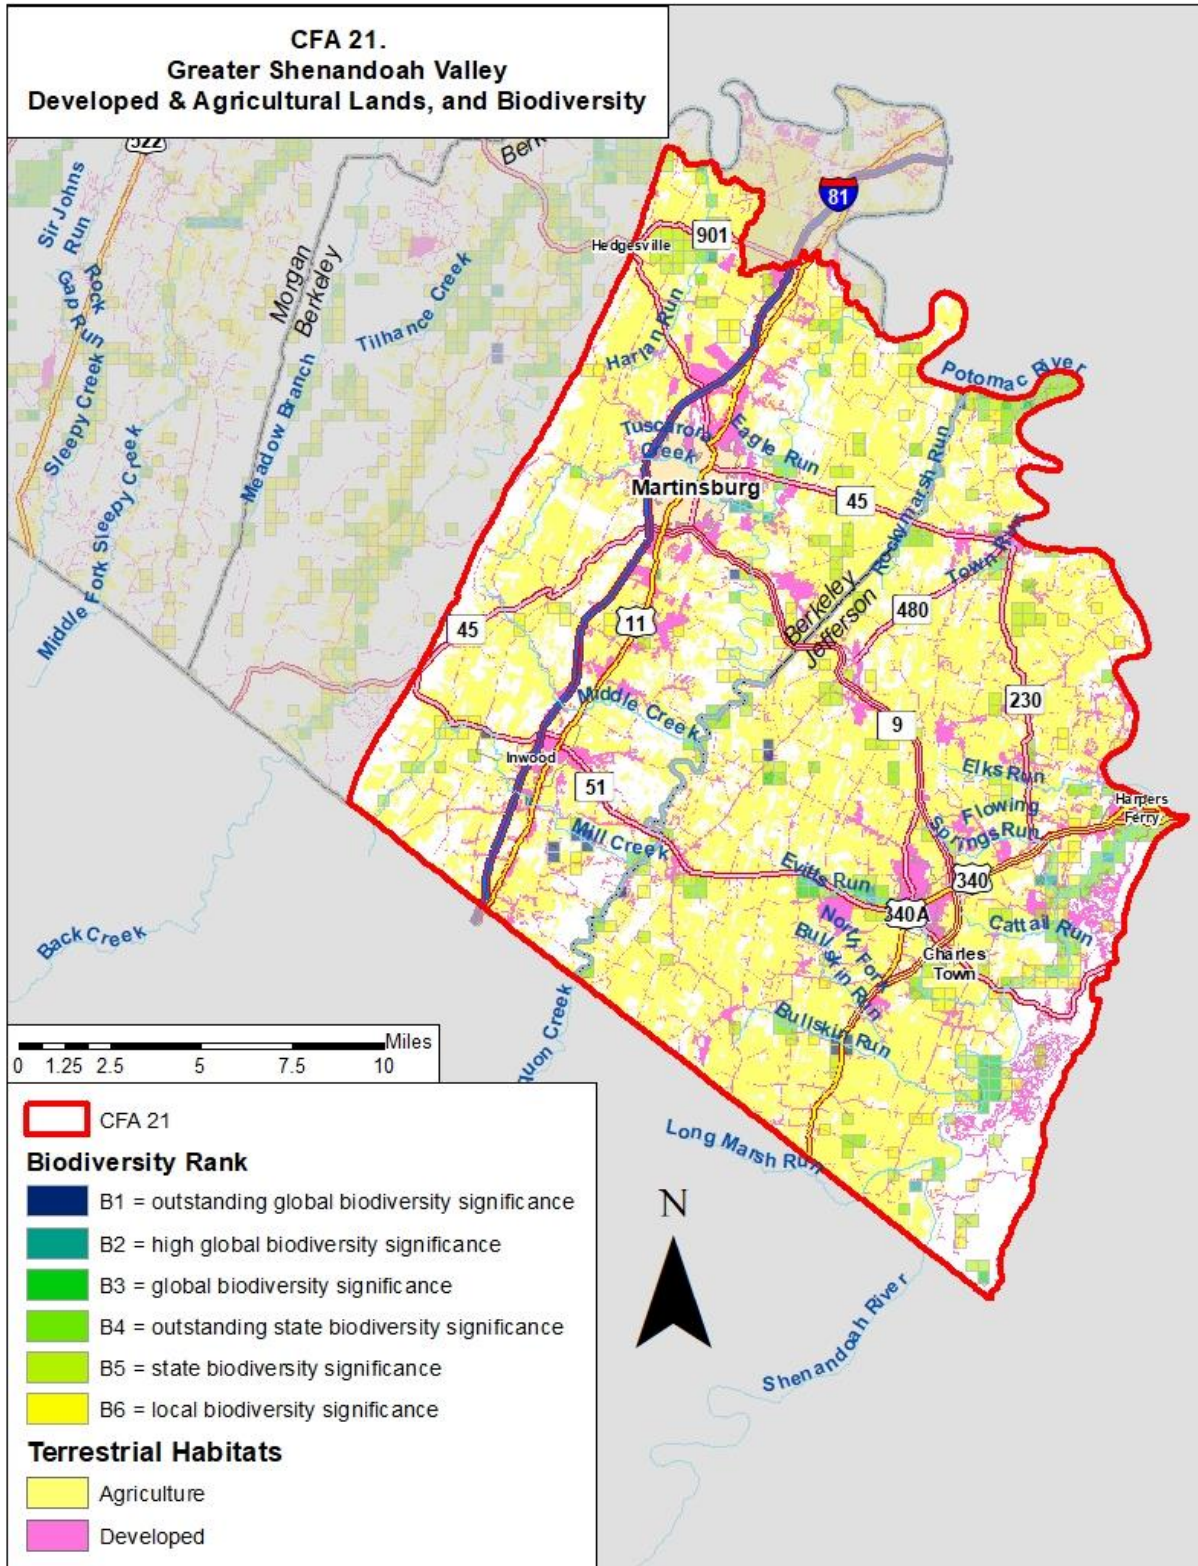 CFA 21.
Greater Shenandoah Valley
Developed & Agricultural Lands, and Biodiversity
522
Sir Johns
Run
Rock
Gap Run
Sleepy Creek
Middle Fork Sleepy Creek
Morgan
Berkeley
Meadow Branch
Tilhance Creek
Back Creek
81
901
Hedgesville
Harlan Run
Potomac River
Tuscarora
Creek
Eagle Run
Martinsburg
45
Rockymarsh Run
Town Run
Berkeley
Jefferson
480
45
11
230
Middle Creek
9
Inwood
51
Elks Run
Harpers
Ferry
Flowing
Springs Run
Mill Creek
Evitts Run
340
340A
North Fork
Bullskin Run
Cattail Run
Charles
Town
Bullskin Run
Long Marsh Run
Shenandoah River
Creek
N
Miles
0 1.25 2.5 5 7.5 10
CFA 21
Biodiversity Rank
B1 = outstanding global biodiversity significance
B2 = high global biodiversity significance
B3 = global biodiversity significance
B4 = outstanding state biodiversity significance
B5 = state biodiversity significance
B6 = local biodiversity significance
Terrestrial Habitats
Agriculture
Developed